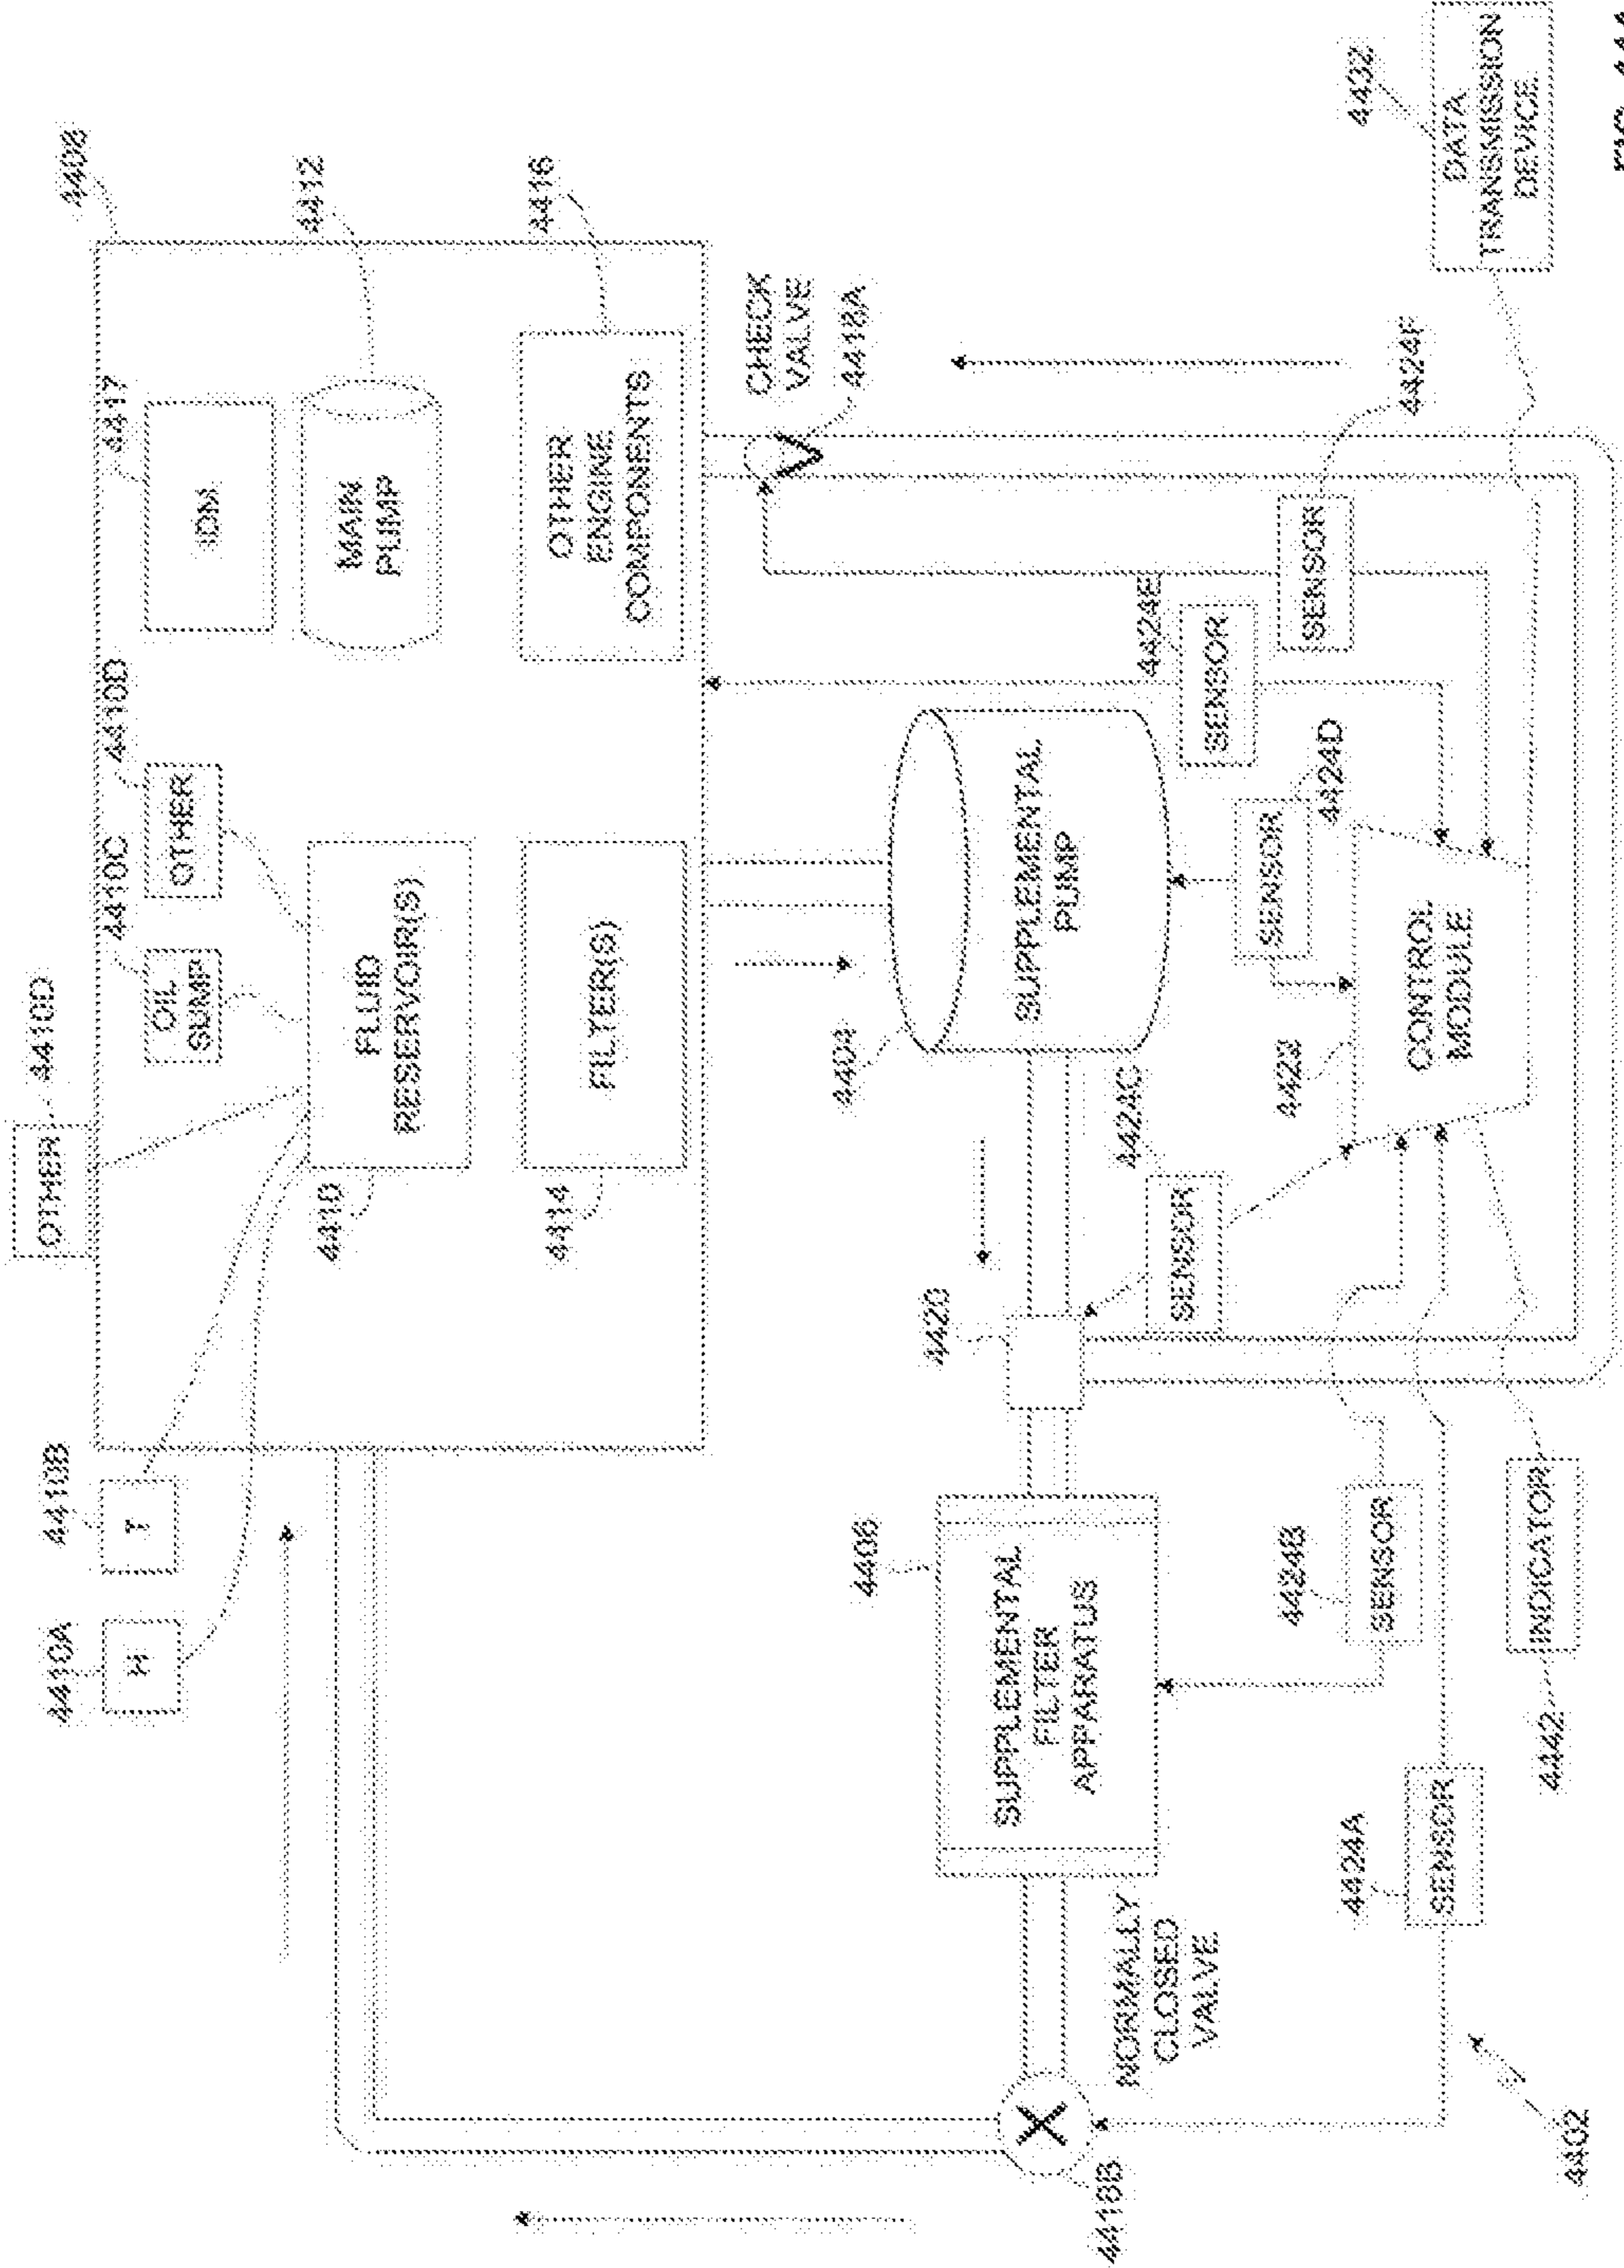 OTHER
4410D
4410A
H
4410B
T
4408
4410C
OIL
SUMP
4410D
OTHER
4417
IDM
4410
FLUID
RESERVOIR(S)
MAIN
PUMP
4412
4414
FILTER(S)
OTHER
ENGINE
COMPONENTS
4416
CHECK
VALVE
4418A
4406
4420
4404
SUPPLEMENTAL
FILTER
APPARATUS
SUPPLEMENTAL
PUMP
4418B
NORMALLY
CLOSED
VALVE
4424C
SENSOR
4424E
SENSOR
4424D
SENSOR
4424F
SENSOR
4424B
SENSOR
CONTROL
MODULE
4424A
SENSOR
4432
DATA
TRANSMISSION
DEVICE
INDICATOR
4442
4402